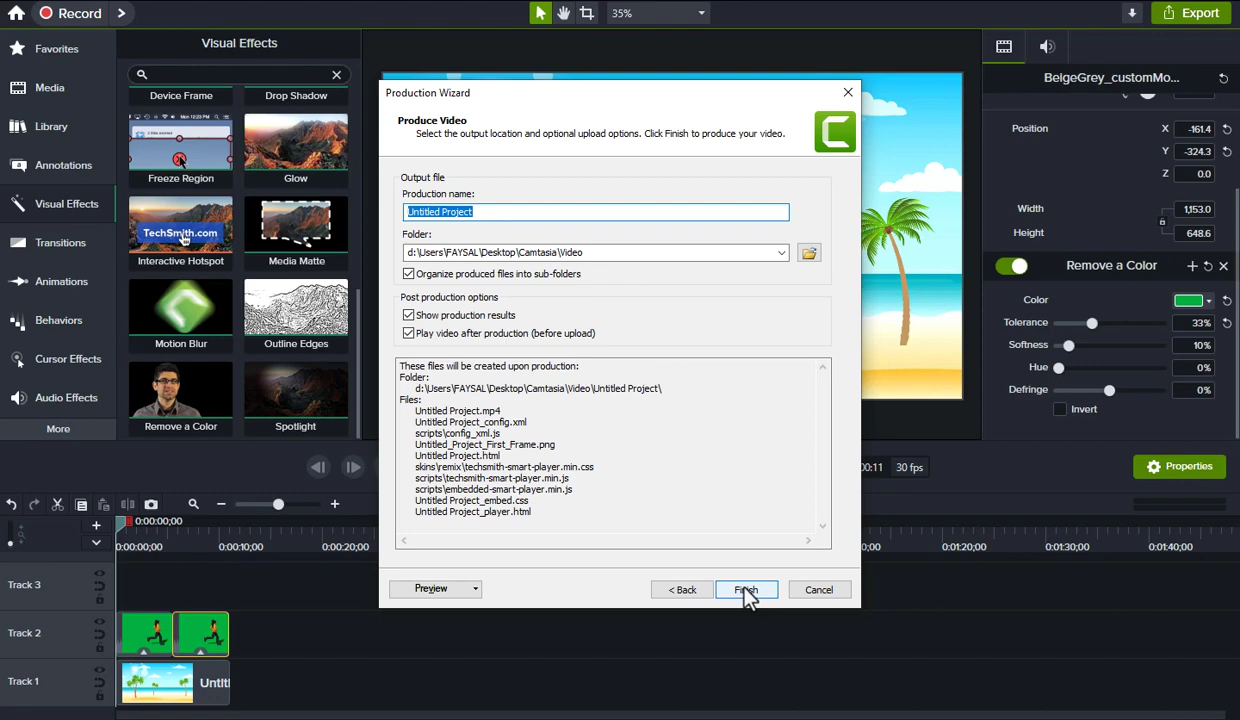 Record
35%
Export
Favorites
Media
Library
Annotations
Visual Effects
Transitions
Animations
Behaviors
Cursor Effects
Audio Effects
More
Visual Effects
Device Frame
Drop Shadow
Freeze Region
Glow
TechSmith.com
Interactive Hotspot
Media Matte
Motion Blur
Outline Edges
Remove a Color
Spotlight
Production Wizard
Produce Video
Select the output location and optional upload options. Click Finish to produce your video.
Output file
Production name:
Untitled Project
Folder:
d:\Users\FAYSAL\Desktop\Camtasia\Video
Organize produced files into sub-folders
Post production options
Show production results
Play video after production (before upload)
These files will be created upon production:
Folder:
d:\Users\FAYSAL\Desktop\Camtasia\Video\Untitled Project\
Files:
Untitled Project.mp4
Untitled Project_config.xml
scripts\config_xml.js
Untitled_Project_First_Frame.png
Untitled Project.html
skins\remix\techsmith-smart-player.min.css
scripts\techsmith-smart-player.min.js
scripts\embedded-smart-player.min.js
Untitled Project_embed.css
Untitled Project_player.html
Preview
< Back
Finish
Cancel
BeigeGrey_customMo...
Position
X -161.4
Y -324.3
Z 0.0
Width 1,153.0
Height 648.6
Remove a Color
Color
Tolerance 33%
Softness 10%
Hue 0%
Defringe 0%
Invert
00:11 30 fps
Properties
0:00:00;00
0:00:00;00 0:00:10;00 0:00:20;00 00;00 0:01:20;00 0:01:30;00 0:01:40;00
Track 3
Track 2
Track 1
Untitl